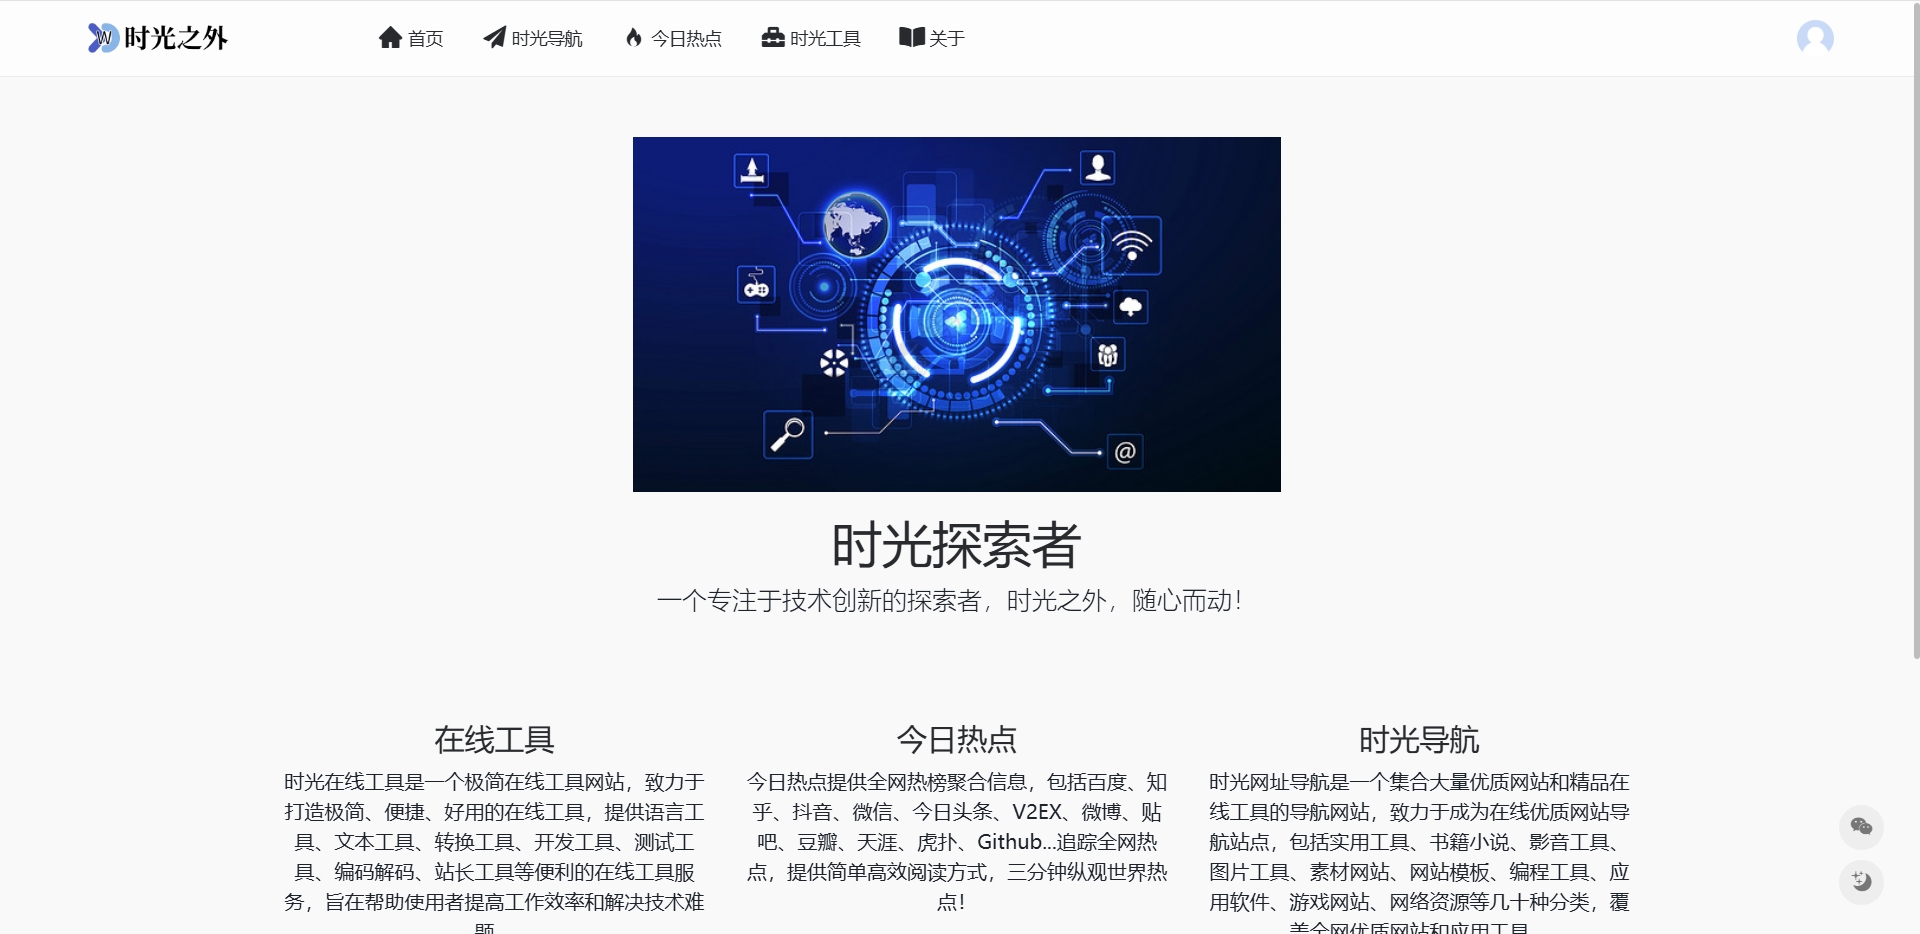 时光之外
首页
时光导航
今日热点
时光工具
关于
@
时光探索者
一个专注于技术创新的探索者，时光之外，随心而动！
在线工具
时光在线工具是一个极简在线工具网站，致力于
打造极简、便捷、好用的在线工具，提供语言工
具、文本工具、转换工具、开发工具、测试工
具、编码解码、站长工具等便利的在线工具服
务，旨在帮助使用者提高工作效率和解决技术难
题
今日热点
今日热点提供全网热榜聚合信息，包括百度、知
乎、抖音、微信、今日头条、V2EX、微博、贴
吧、豆瓣、天涯、虎扑、Github...追踪全网热
点，提供简单高效阅读方式，三分钟纵观世界热
点！
时光导航
时光网址导航是一个集合大量优质网站和精品在
线工具的导航网站，致力于成为在线优质网站导
航站点，包括实用工具、书籍小说、影音工具、
图片工具、素材网站、网站模板、编程工具、应
用软件、游戏网站、网络资源等几十种分类，覆
盖全网优质网站和应用工具